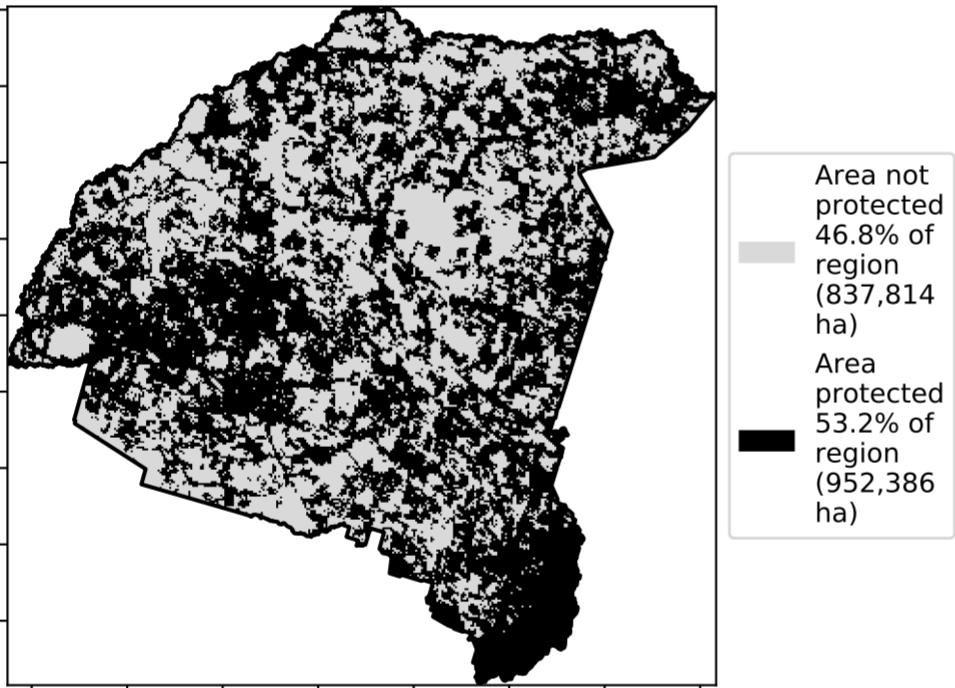 Area not
protected
46.8% of
region
(837,814
ha)
Area
protected
53.2% of
region
(952,386
ha)